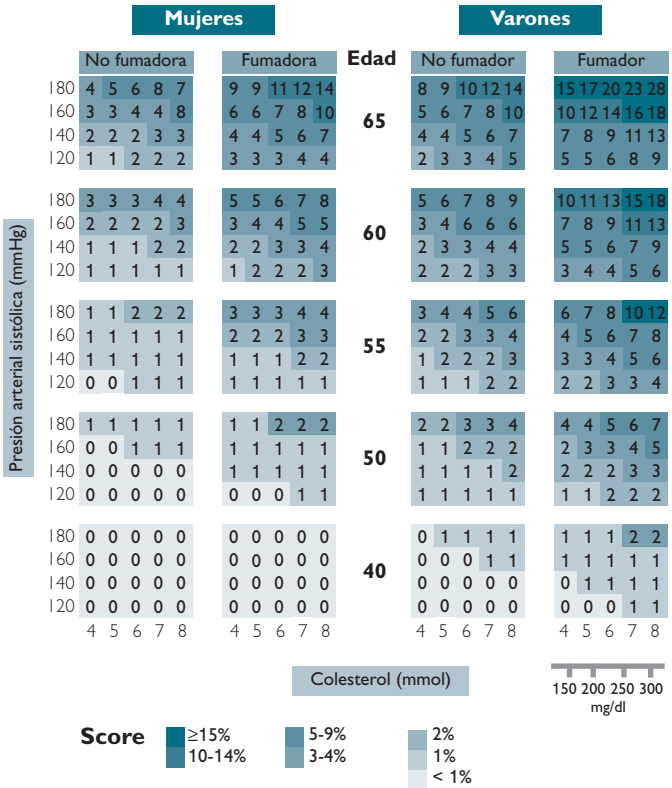 Mujeres Varones
No fumadora Fumadora Edad No fumador Fumador
180 4 5 6 8 7 9 9 11 12 14 8 9 10 12 14 15 17 20 23 28
160 3 3 4 4 8 6 6 7 8 10 5 6 7 8 10 10 12 14 16 18
65
140 2 2 2 3 3 4 4 5 6 7 4 4 5 6 7 7 8 9 11 13
120 1 1 2 2 2 3 3 3 4 4 2 3 3 4 5 5 5 6 8 9
180 3 3 3 4 4 5 5 6 7 8 5 6 7 8 9 10 11 13 15 18
160 2 2 2 2 3 3 4 4 5 5 3 4 6 6 6 7 8 9 11 13
60
140 1 1 1 2 2 2 2 3 3 4 2 3 3 4 4 5 5 6 7 9
120 1 1 1 1 1 1 2 2 2 3 2 2 2 3 3 3 4 4 5 6
Presión arterial sistólica (mmHg)
180 1 1 2 2 2 3 3 3 4 4 3 4 4 5 6 6 7 8 10 12
160 1 1 1 1 1 2 2 2 3 3 2 2 3 3 4 4 5 6 7 8
55
140 1 1 1 1 1 1 1 1 2 2 1 2 2 2 3 3 3 4 5 6
120 0 0 1 1 1 1 1 1 1 1 1 1 1 2 2 2 2 3 3 4
180 1 1 1 1 1 1 1 2 2 2 2 2 3 3 4 4 4 5 6 7
160 0 0 1 1 1 1 1 1 1 1 1 1 2 2 2 2 3 3 4 5
50
140 0 0 0 0 0 1 1 1 1 1 1 1 1 1 2 2 2 2 3 3
120 0 0 0 0 0 0 0 0 1 1 1 1 1 1 1 1 1 2 2 2
180 0 0 0 0 0 0 0 0 0 0 0 1 1 1 1 1 1 1 2 2
160 0 0 0 0 0 0 0 0 0 0 0 0 0 1 1 1 1 1 1 1
40
140 0 0 0 0 0 0 0 0 0 0 0 0 0 0 0 0 1 1 1 1
120 0 0 0 0 0 0 0 0 0 0 0 0 0 0 0 0 0 0 1 1
4 5 6 7 8 4 5 6 7 8 4 5 6 7 8 4 5 6 7 8
Colesterol (mmol)
150 200 250 300
mg/dl
Score ≥15% 5-9% 2%
10-14% 3-4% 1%
< 1%